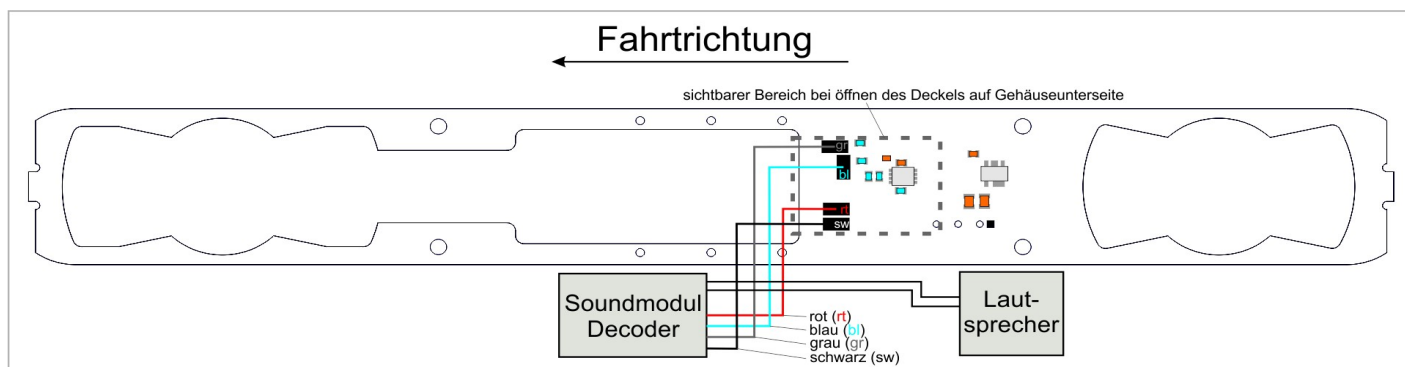 Fahrtrichtung
sichtbarer Bereich bei öffnen des Deckels auf Gehäuseunterseite
gr
bl
rt
sw
Soundmodul
Decoder
rot (rt)
blau (bl)
grau (gr)
schwarz (sw)
Laut-
sprecher